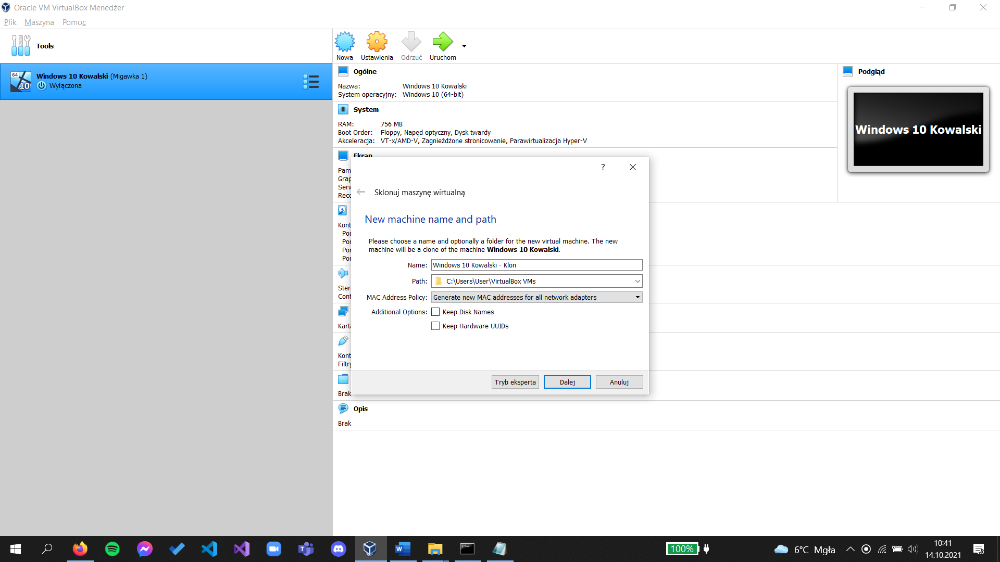 Oracle VM VirtualBox Menedżer
Plik Maszyna Pomoc
Tools
Nowa Ustawienia Odrzuć Uruchom
64
10
Windows 10 Kowalski (Migawka 1)
Wyłączona
Ogólne
Nazwa: Windows 10 Kowalski
System operacyjny: Windows 10 (64-bit)
Podgląd
Windows 10 Kowalski
System
RAM: 756 MB
Boot Order: Floppy, Napęd optyczny, Dysk twardy
Akceleracja: VT-x/AMD-V, Zagnieżdżone stronicowanie, Parawirtualizacja Hyper-V
Ekran
Pam
Grap
Serw
Reco
Kont
Por
Por
Por
Por
Ster
Cont
Karta
Kont
Filtry
Brak
Opis
Brak
?
Sklonuj maszynę wirtualną
New machine name and path
Please choose a name and optionally a folder for the new virtual machine. The new
machine will be a clone of the machine Windows 10 Kowalski.
Name: Windows 10 Kowalski - Klon
Path: C:\Users\User\VirtualBox VMs
MAC Address Policy: Generate new MAC addresses for all network adapters
Additional Options: Keep Disk Names
Keep Hardware UUIDs
Tryb eksperta Dalej Anuluj
100%
6°C Mgła
10:41
14.10.2021